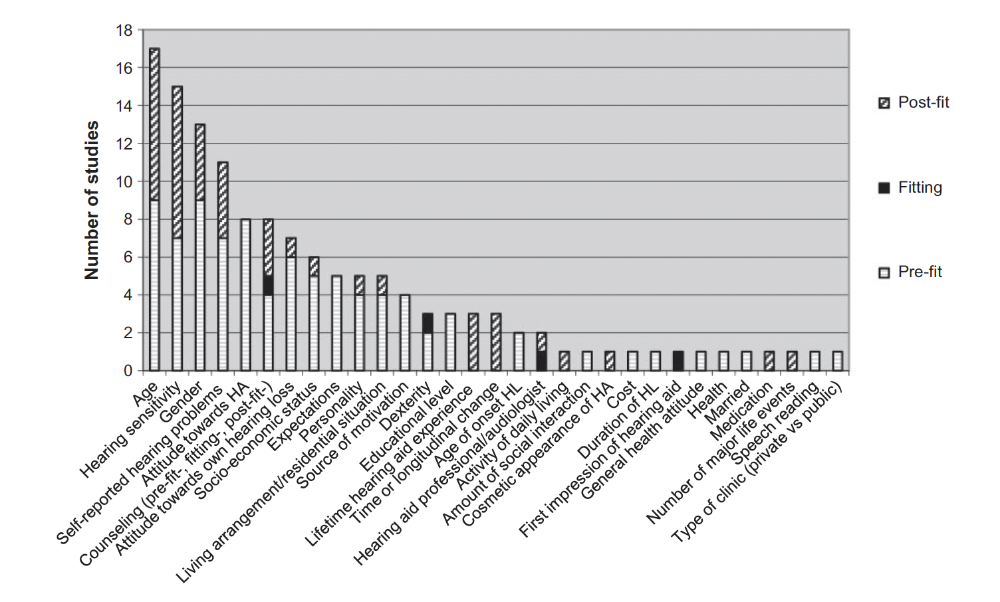 18
16
14
12
10
8
6
4
2
0
Number of studies
Age
Hearing sensitivity
Gender
Self-reported hearing problems
Attitude towards HA
Counseling (pre-fit-, fitting-, post-fit-)
Attitude towards own hearing loss
Socio-economic status
Expectations
Personality
Living arrangement/residential situation
Source of motivation
Dexterity
Educational level
Lifetime hearing aid experience
Time or longitudinal change
Age of onset HL
Hearing aid professional/audiologist
Activity of daily living
Amount of social interaction
Cosmetic appearance of HA
Cost
Duration of HL
First impression of hearing aid
General health attitude
Health
Married
Medication
Number of major life events
Speech reading
Type of clinic (private vs public)
Post-fit
Fitting
Pre-fit